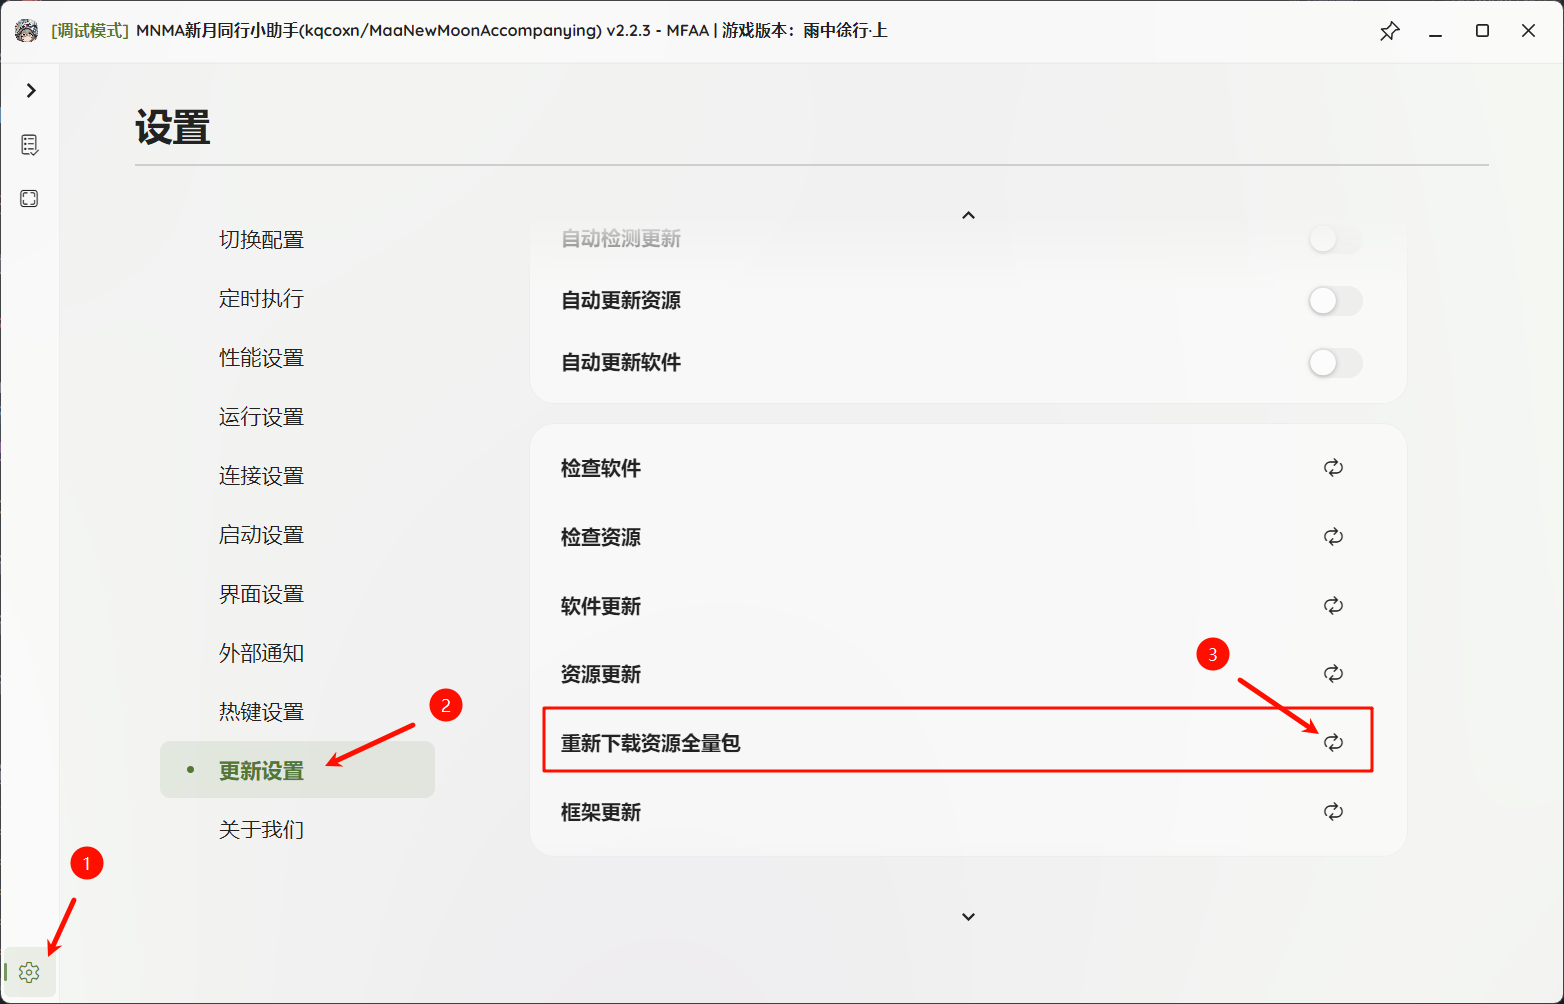 [调试模式] MNMA新月同行小助手(kqcoxn/MaaNewMoonAccompanying) v2.2.3 - MFAA | 游戏版本：雨中徐行·上
设置
切换配置
定时执行
性能设置
运行设置
连接设置
启动设置
界面设置
外部通知
热键设置
更新设置
关于我们
自动检测更新
自动更新资源
自动更新软件
检查软件
检查资源
软件更新
资源更新
重新下载资源全量包
框架更新
1
2
3